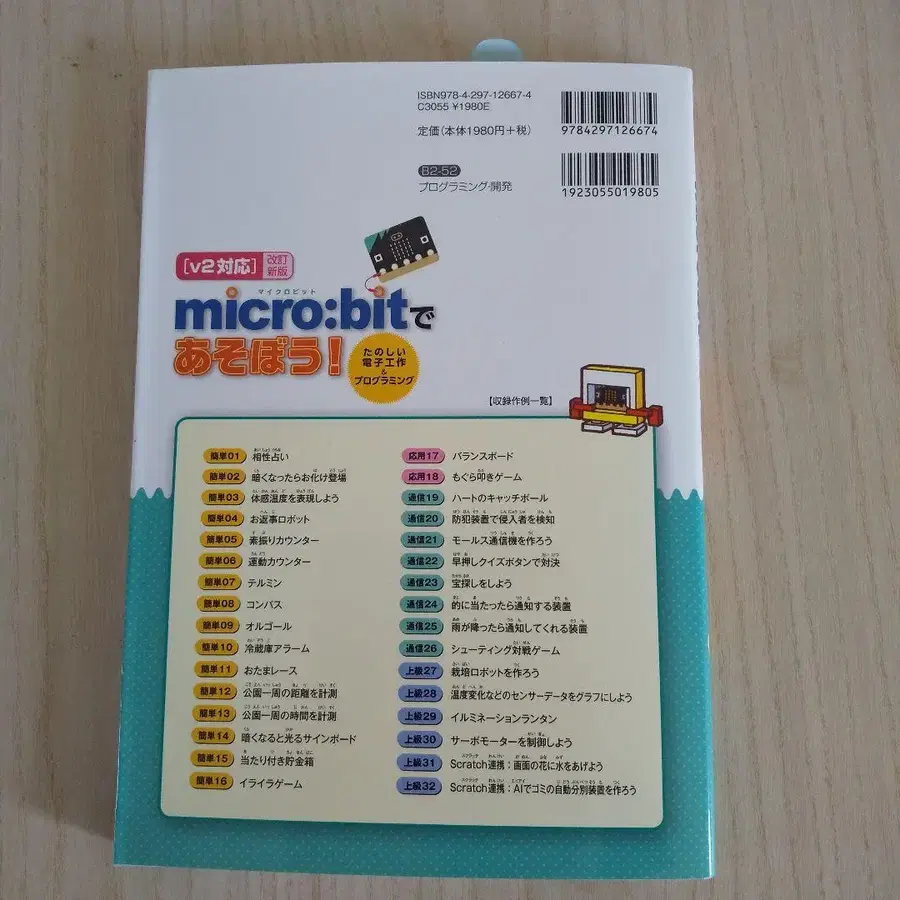 ISBN978-4-297-12667-4
C3055 ¥1980E
定価(本体1980円+税)
9784297126674
B2-52
プログラミング・開発
1923055019805
[v2対応] 改訂新版
マイクロビット
micro:bitで
あそぼう!
たのしい
電子工作
&
プログラミング
【収録作例一覧】
簡単01 相性占い
簡単02 暗くなったらお化け登場
簡単03 体感温度を表現しよう
簡単04 お返事ロボット
簡単05 素振りカウンター
簡単06 運動カウンター
簡単07 テルミン
簡単08 コンパス
簡単09 オルゴール
簡単10 冷蔵庫アラーム
簡単11 おたまレース
簡単12 公園一周の距離を計測
簡単13 公園一周の時間を計測
簡単14 暗くなると光るサインボード
簡単15 当たり付き貯金箱
簡単16 イライラゲーム
応用17 バランスボード
応用18 もぐら叩きゲーム
通信19 ハートのキャッチボール
通信20 防犯装置で侵入者を検知
通信21 モールス通信機を作ろう
通信22 早押しクイズボタンで対決
通信23 宝探しをしよう
通信24 的に当たったら通知する装置
通信25 雨が降ったら通知してくれる装置
通信26 シューティング対戦ゲーム
上級27 栽培ロボットを作ろう
上級28 温度変化などのセンサーデータをグラフにしよう
上級29 イルミネーションランタン
上級30 サーボモーターを制御しよう
上級31 Scratch連携:画面の花に水をあげよう
上級32 Scratch連携:AIでゴミの自動分別装置を作ろう